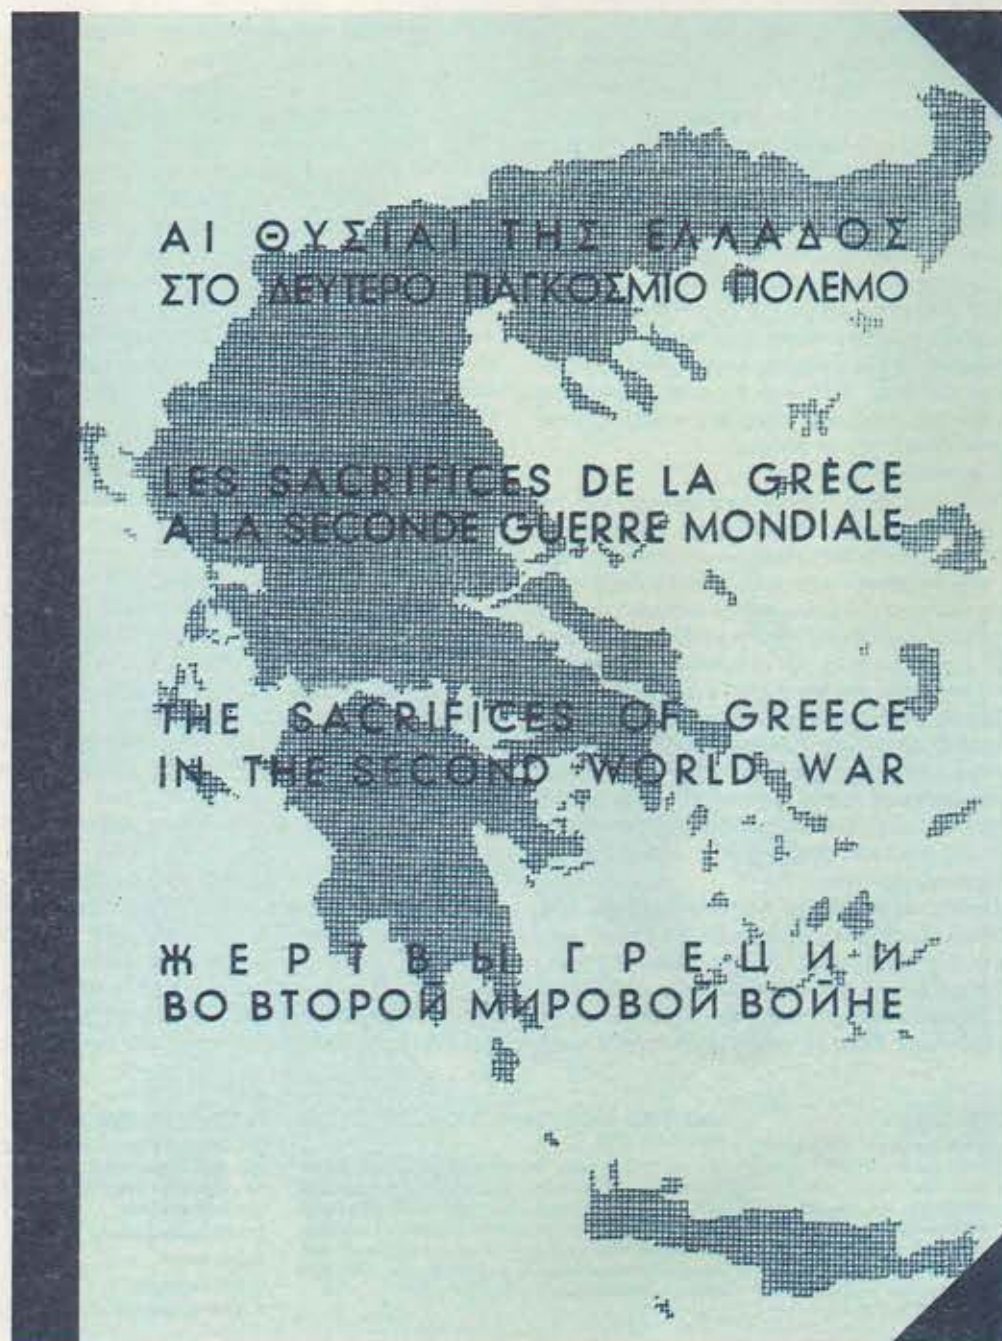 ΑΙ ΘΥΣΙΑΙ ΤΗΣ ΕΛΛΑΔΟΣ
ΣΤΟ ΔΕΥΤΕΡΟ ΠΑΓΚΟΣΜΙΟ ΠΟΛΕΜΟ
LES SACRIFICES DE LA GRÈCE
A LA SECONDE GUERRE MONDIALE
THE SACRIFICES OF GREECE
IN THE SECOND WORLD WAR
ЖЕРТВЫ ГРЕЦИИ
ВО ВТОРОЙ МИРОВОЙ ВОЙНЕ